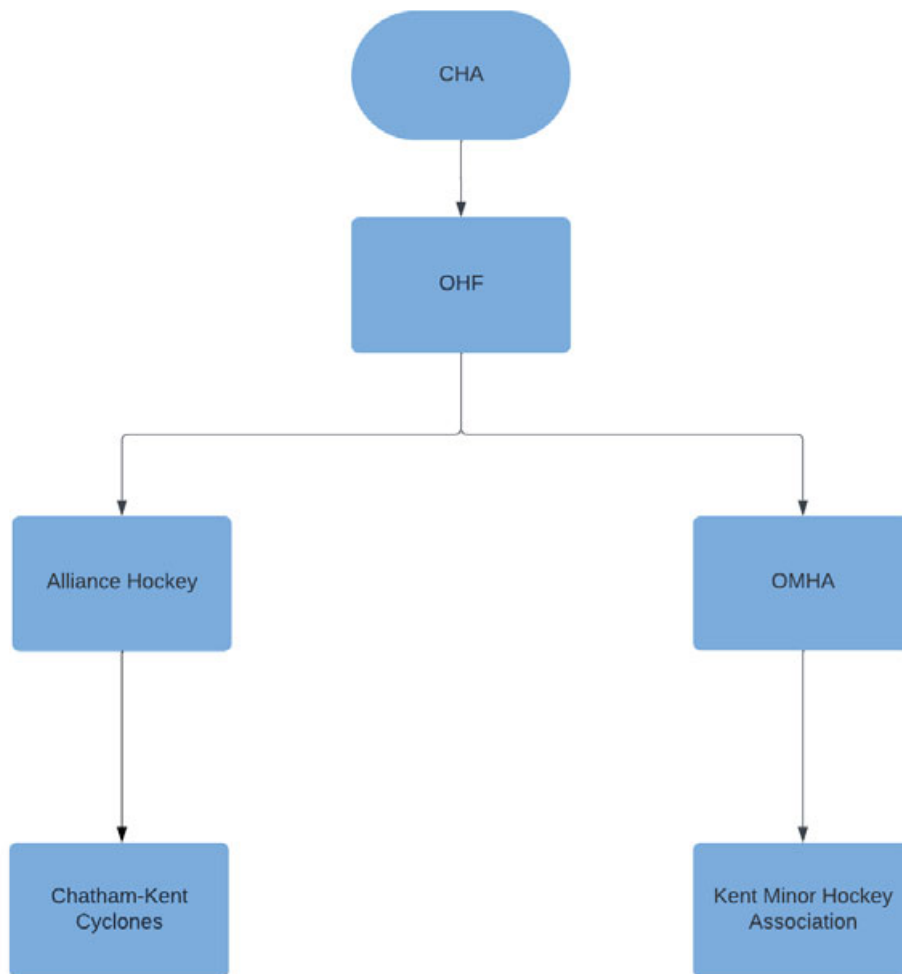 CHA
OHF
Alliance Hockey
OMHA
Chatham-Kent
Cyclones
Kent Minor Hockey
Association